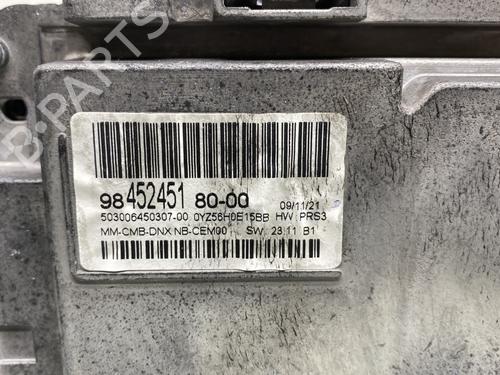 B-PARTS
98 452451 80-00
09/11/21
503006450307-00 0YZ56H0E15BB HW PRS3
MM-CMB-DNX NB-CEM00 SW 23 11 B1